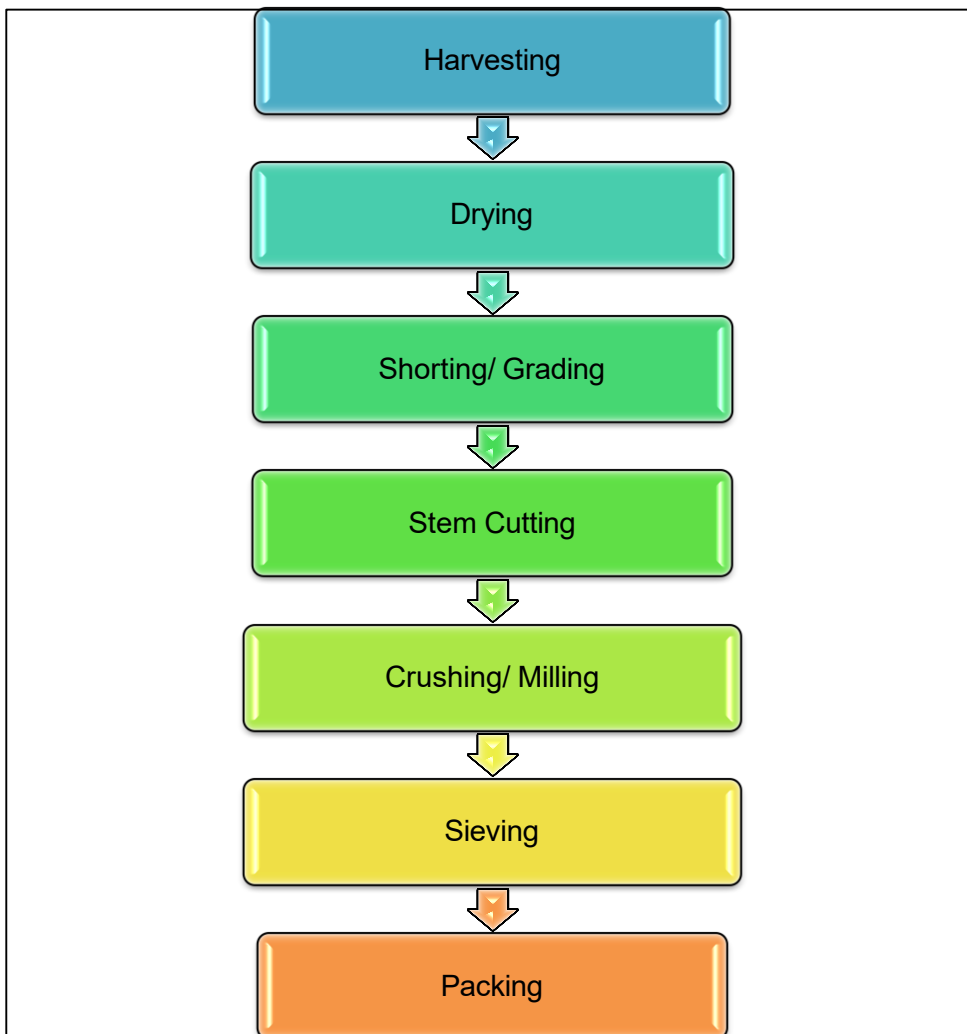 Harvesting
Drying
Shorting/ Grading
Stem Cutting
Crushing/ Milling
Sieving
Packing